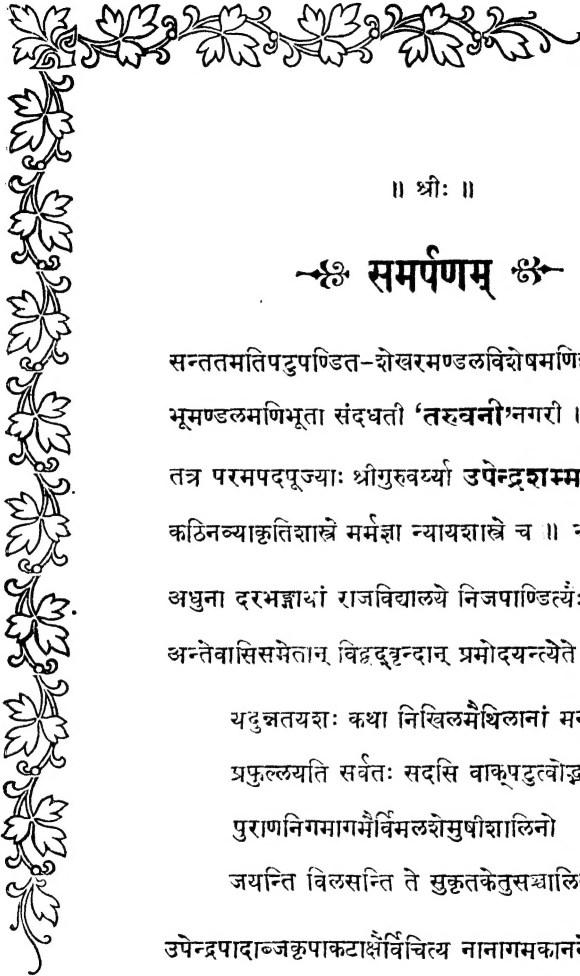 ॥ श्रीः ॥
समर्पणम्
सन्ततमतिपटुपण्डित-शेखरमण्डलविशेषमणि
भूमण्डलमणिभूता संदधती ‘तरुवनी’नगरी ।
तत्र परमपदपूज्याः श्रीगुरुवर्य्या उपेन्द्रशम्म
कठिनव्याकृतिशास्त्रे मर्मज्ञा न्यायशास्त्रे च ॥
अधुना दरभङ्गायां राजविद्यालये निजपाण्डित्यैः
अन्तेवासिसमेतान् विद्वद्वृन्दान् प्रमोदयन्त्येते
यदुन्नतयशः कथा निखिलमैथिलानां म
प्रफुल्लयति सर्वतः सदसि वाक्पटुत्वो
पुराणनिगमागमैर्विमलशेमुषीशालिनो
जयन्ति विलसन्ति ते सुकृतकेतुसञ्चालि
उपेन्द्रपादाब्जकृपाकटाक्षैर्विचित्य नानागमकानने